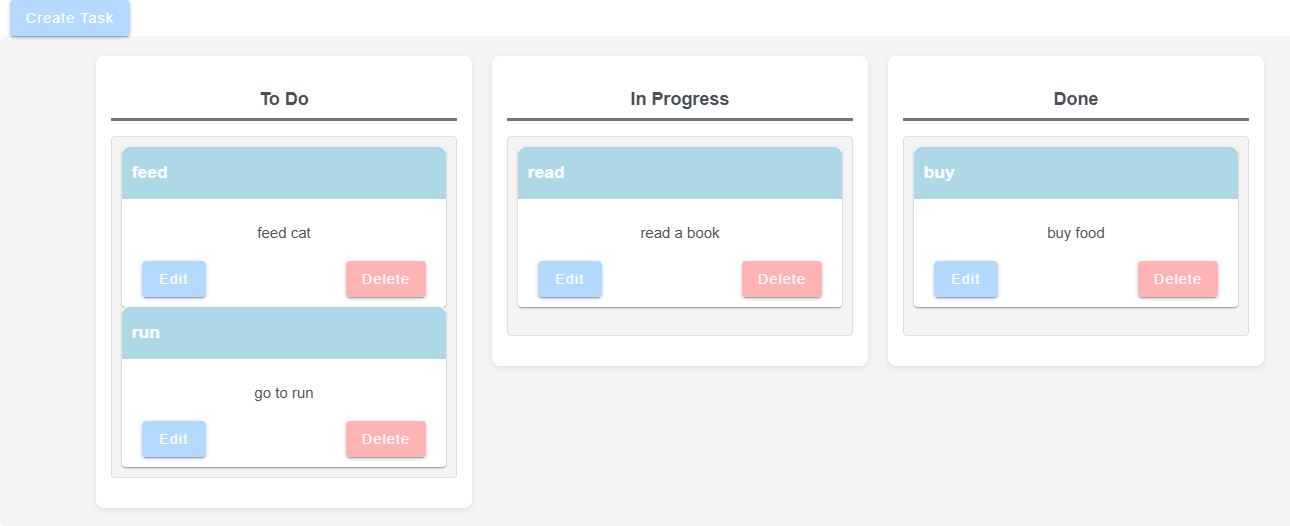 Create Task
To Do
feed
feed cat
Edit
Delete
run
go to run
Edit
Delete
In Progress
read
read a book
Edit
Delete
Done
buy
buy food
Edit
Delete